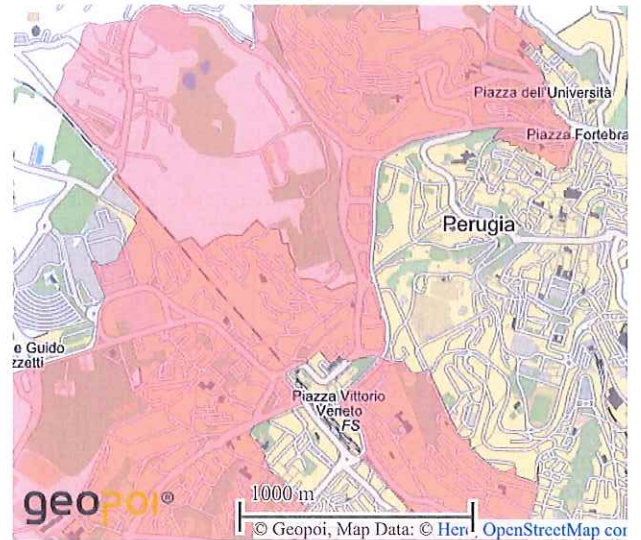 Piazza dell'Università
Piazza Fortebra
Perugia
e Guido
zzetti
Piazza Vittorio
Veneto
FS
geopoi®
1000 m
© Geopoi, Map Data: © Here, OpenStreetMap cor